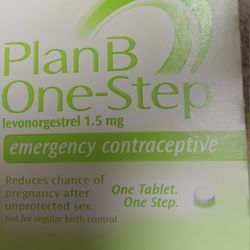 Plan B
One-Step
levonorgestrel 1.5 mg
emergency contraceptive
Reduces chance of
pregnancy after
unprotected sex.
Not for regular birth control.
One Tablet.
One Step.